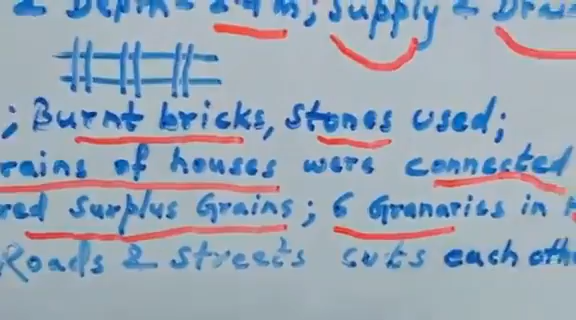 & Depth = 2.4 m; Supply & Drai
; Burnt bricks, Stones used;
rains of houses were connected
red Surplus Grains; 6 Granaries in H
Roads & Streets cuts each othe